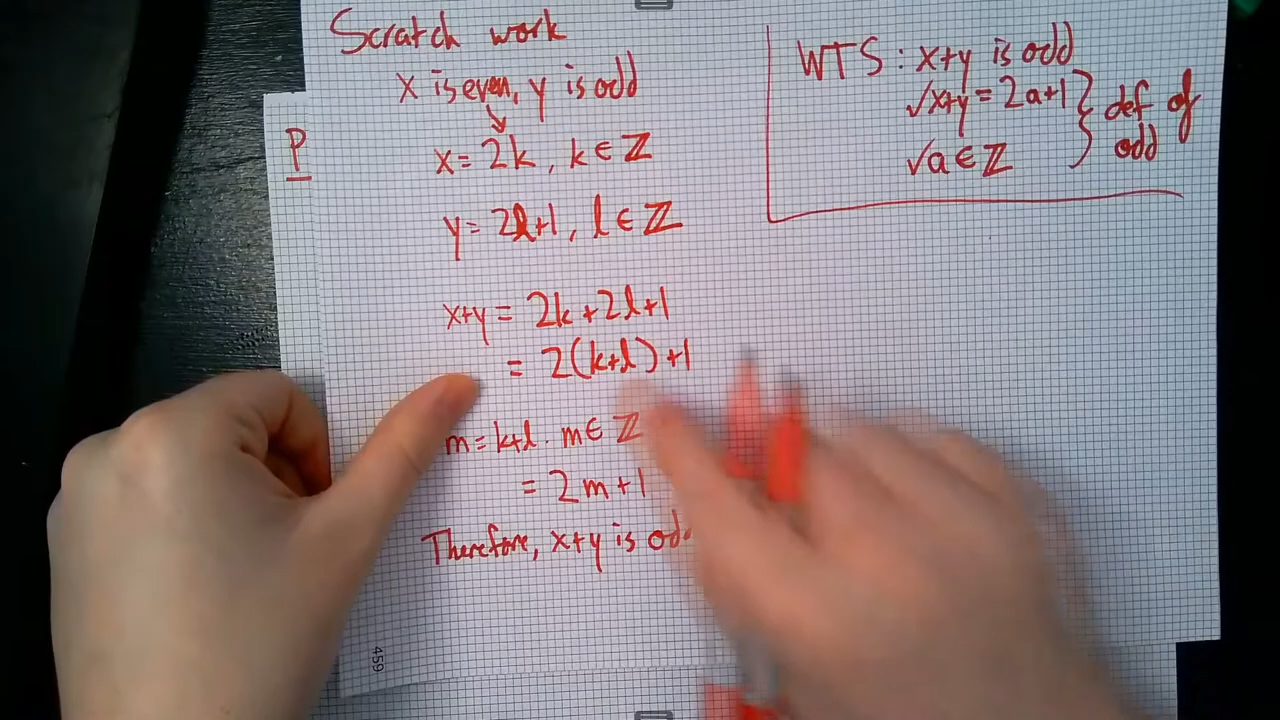 Scratch work
x is even, y is odd
x = 2k, k ∈ ℤ
y = 2l+1, l ∈ ℤ
x+y = 2k+2l+1
= 2(k+l)+1
m = k+l. m ∈ ℤ
= 2m+1
Therefore, x+y is odd
WTS: x+y is odd
✓x+y = 2a+1 } def of
✓a ∈ ℤ odd
P
459